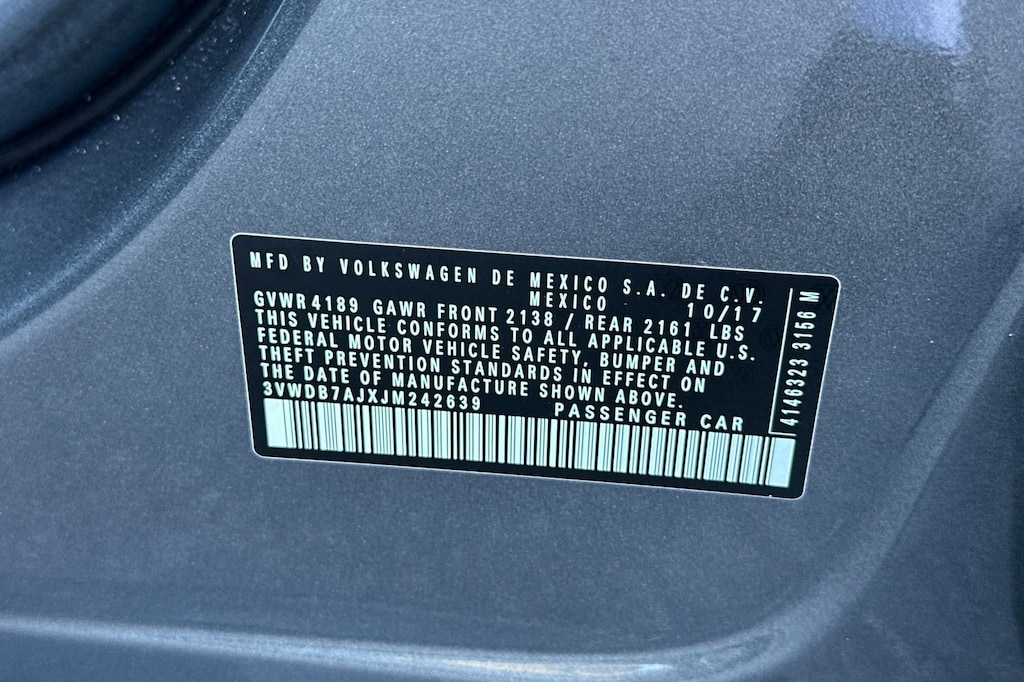 MFD BY VOLKSWAGEN DE MEXICO S.A. DE C.V.
MEXICO 10/17
GVWR 4189 GAWR FRONT 2138 / REAR 2161 LBS
THIS VEHICLE CONFORMS TO ALL APPLICABLE U.S.
FEDERAL MOTOR VEHICLE SAFETY, BUMPER AND
THEFT PREVENTION STANDARDS IN EFFECT ON
THE DATE OF MANUFACTURE SHOWN ABOVE.
3VWDB7AJXJM242639 PASSENGER CAR
4146323 3156 M